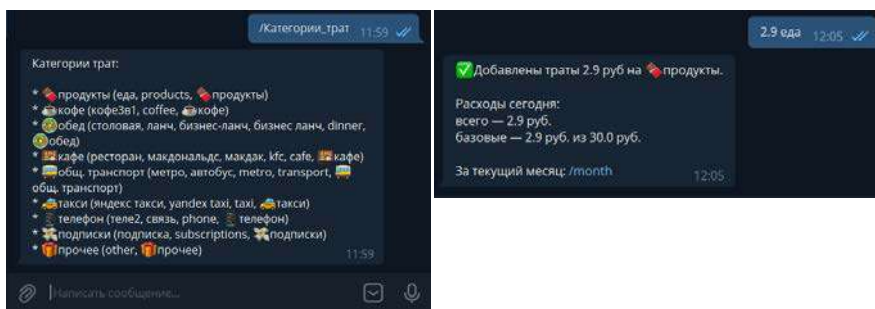 /Категории_трат 11:59
Категории трат:
* 🍫продукты (еда, products, 🍫продукты)
* ☕кофе (кофе3в1, coffee, ☕кофе)
* 🥝обед (столовая, ланч, бизнес-ланч, бизнес ланч, dinner,
🥝обед)
* 🍱кафе (ресторан, макдональдс, макдак, kfc, cafe, 🍱кафе)
* 🚎общ. транспорт (метро, автобус, metro, transport, 🚎
общ. транспорт)
* 🚕такси (яндекс такси, yandex taxi, taxi, 🚕такси)
* 📱телефон (теле2, связь, phone, 📱телефон)
* 💸подписки (подписка, subscriptions, 💸подписки)
* 🎁прочее (other, 🎁прочее)
11:59
Написать сообщение...
2.9 еда 12:05
✅Добавлены траты 2.9 руб на 🍫продукты.
Расходы сегодня:
всего — 2.9 руб.
базовые — 2.9 руб. из 30.0 руб.
За текущий месяц: /month
12:05